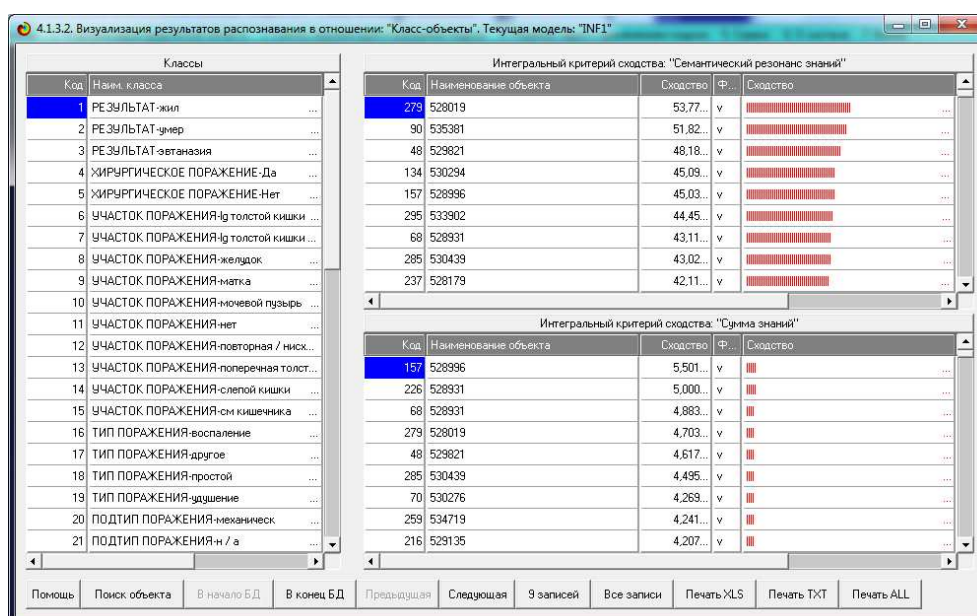 4.1.3.2. Визуализация результатов распознавания в отношении: "Класс-объекты". Текущая модель: "INF1"
Классы
Код Наим. класса
1 РЕЗУЛЬТАТ-жил ...
2 РЕЗУЛЬТАТ-умер ...
3 РЕЗУЛЬТАТ-эвтаназия ...
4 ХИРУРГИЧЕСКОЕ ПОРАЖЕНИЕ-Да ...
5 ХИРУРГИЧЕСКОЕ ПОРАЖЕНИЕ-Нет ...
6 УЧАСТОК ПОРАЖЕНИЯ-lg толстой кишки ...
7 УЧАСТОК ПОРАЖЕНИЯ-lg толстой кишки ...
8 УЧАСТОК ПОРАЖЕНИЯ-желудок ...
9 УЧАСТОК ПОРАЖЕНИЯ-матка ...
10 УЧАСТОК ПОРАЖЕНИЯ-мочевой пузырь ...
11 УЧАСТОК ПОРАЖЕНИЯ-нет ...
12 УЧАСТОК ПОРАЖЕНИЯ-повторная / нисх...
13 УЧАСТОК ПОРАЖЕНИЯ-поперечная толст...
14 УЧАСТОК ПОРАЖЕНИЯ-слепой кишки ...
15 УЧАСТОК ПОРАЖЕНИЯ-см кишечника ...
16 ТИП ПОРАЖЕНИЯ-воспаление ...
17 ТИП ПОРАЖЕНИЯ-другое ...
18 ТИП ПОРАЖЕНИЯ-простой ...
19 ТИП ПОРАЖЕНИЯ-удушение ...
20 ПОДТИП ПОРАЖЕНИЯ-механическ ...
21 ПОДТИП ПОРАЖЕНИЯ-н / а ...
Интегральный критерий сходства: "Семантический резонанс знаний"
Код Наименование объекта Сходство Ф... Сходство
279 528019 53,77... v ...
90 535381 51,82... v ...
48 529821 48,18... v ...
134 530294 45,09... v ...
157 528996 45,03... v ...
295 533902 44,45... v ...
68 528931 43,11... v ...
285 530439 43,02... v ...
237 528179 42,11... v ...
Интегральный критерий сходства: "Сумма знаний"
Код Наименование объекта Сходство Ф... Сходство
157 528996 5,501... v ...
226 528931 5,000... v ...
68 528931 4,883... v ...
279 528019 4,703... v ...
48 529821 4,617... v ...
285 530439 4,495... v ...
70 530276 4,269... v ...
259 534719 4,241... v ...
216 529135 4,207... v ...
Помощь Поиск объекта В начало БД В конец БД Предыдущая Следующая 9 записей Все записи Печать XLS Печать TXT Печать ALL